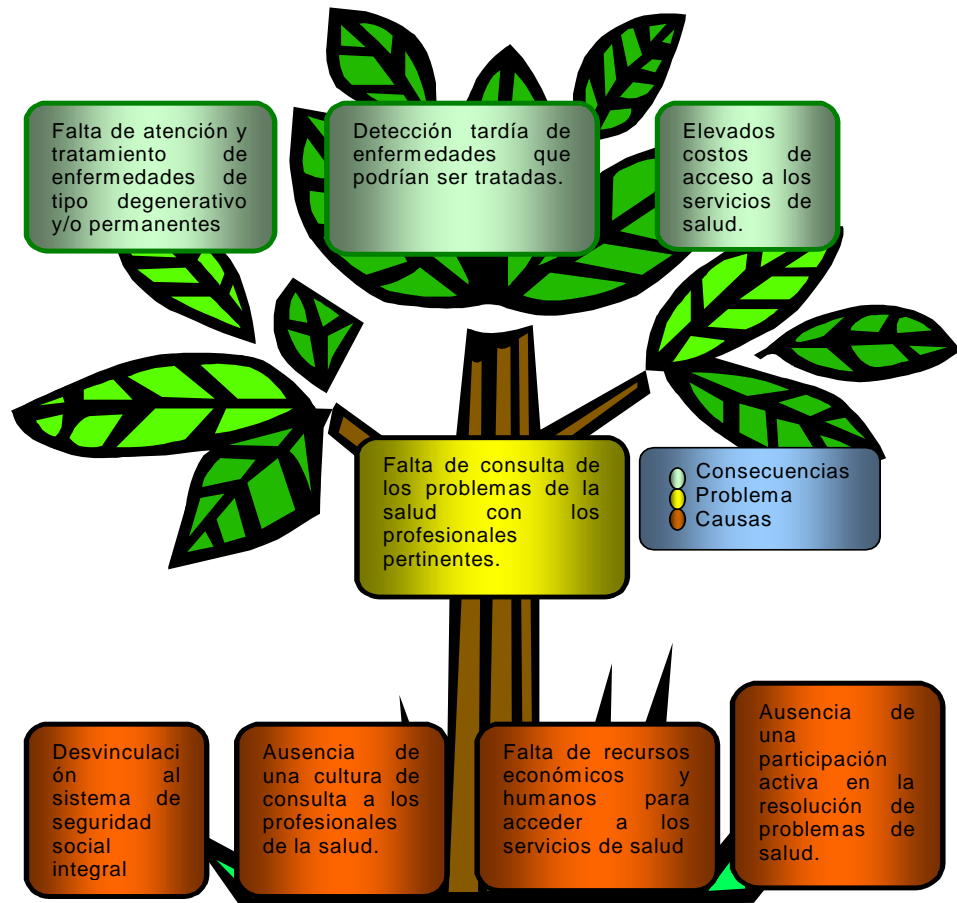 Falta de atención y
tratamiento de
enfermedades de
tipo degenerativo
y/o permanentes
Detección tardía de
enfermedades que
podrían ser tratadas.
Elevados
costos de
acceso a los
servicios de
salud.
Falta de consulta de
los problemas de la
salud con los
profesionales
pertinentes.
Consecuencias
Problema
Causas
Desvinculaci
ón al
sistema de
seguridad
social
integral
Ausencia de
una cultura de
consulta a los
profesionales
de la salud.
Falta de recursos
económicos y
humanos para
acceder a los
servicios de salud
Ausencia de
una
participación
activa en la
resolución de
problemas de
salud.